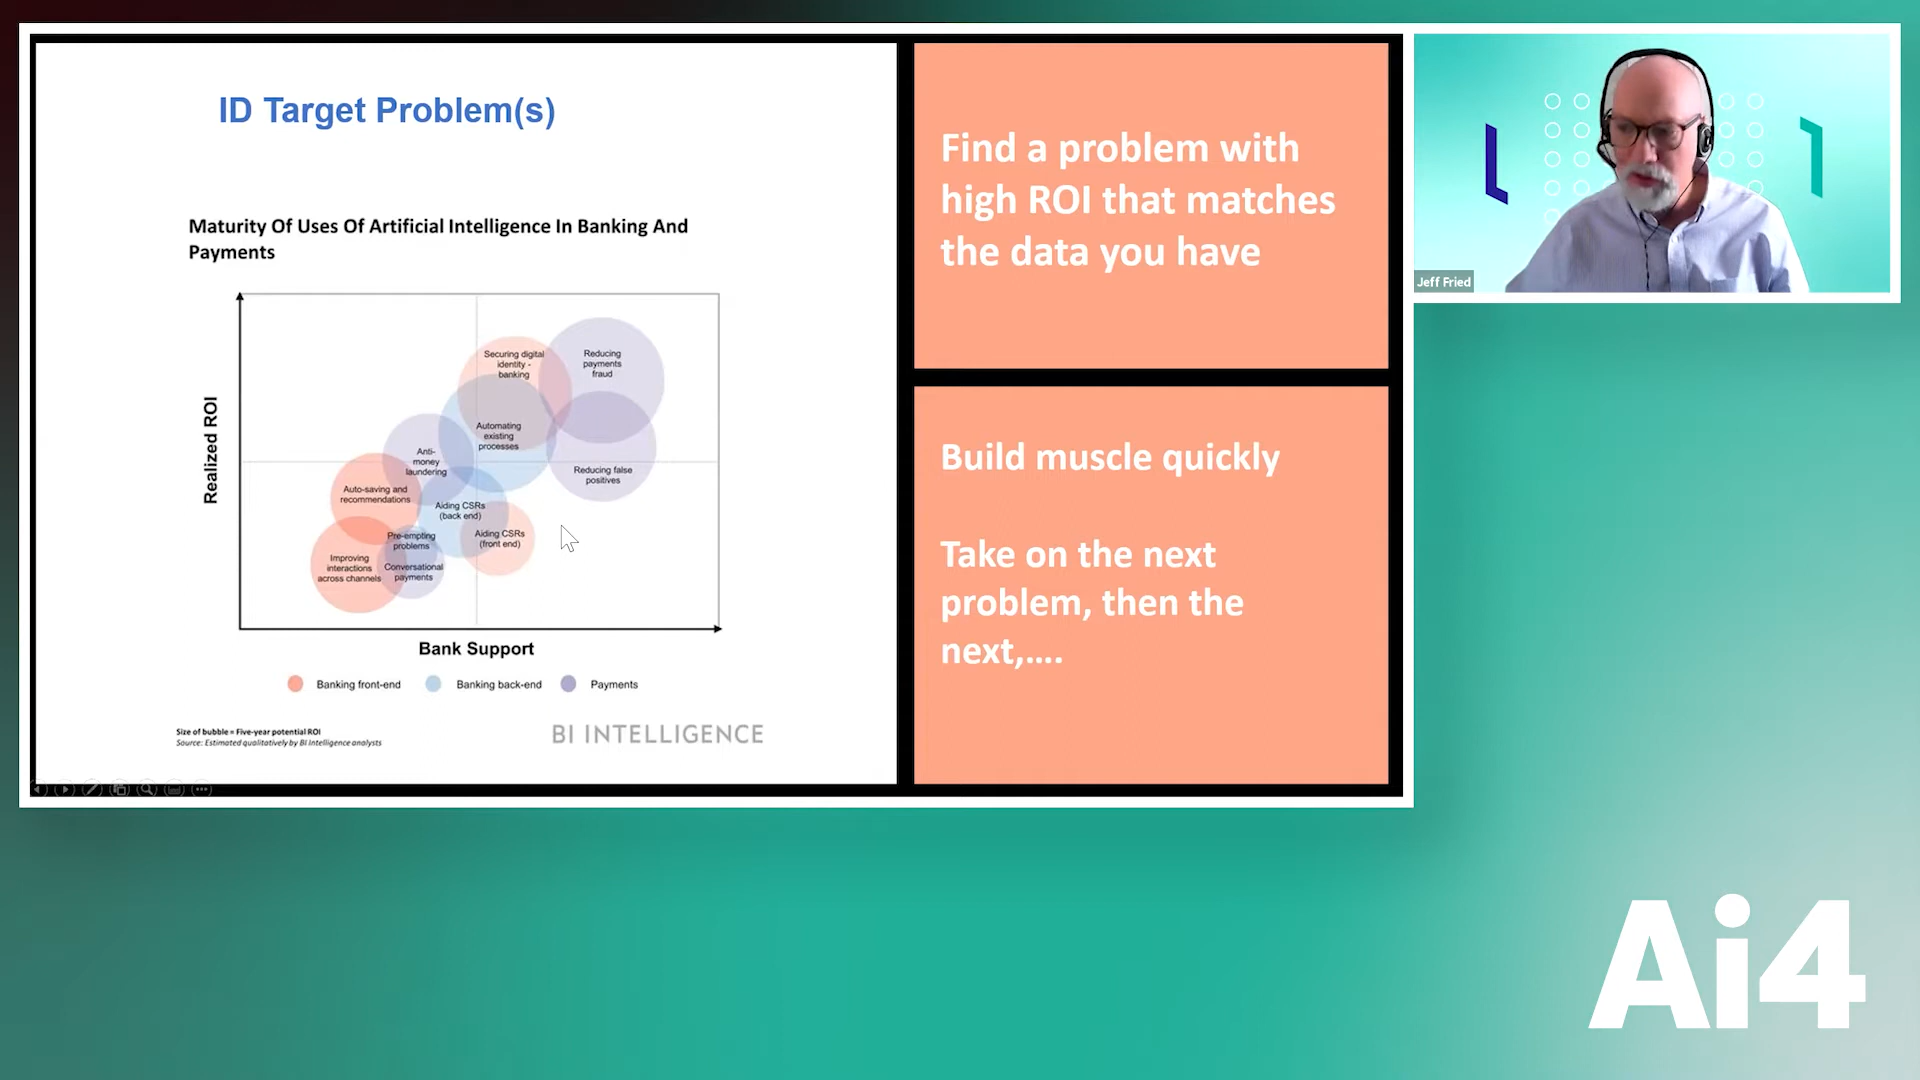 ID Target Problem(s)
Maturity Of Uses Of Artificial Intelligence In Banking And
Payments
Realized ROI
Securing digital
identity -
banking
Reducing
payments
fraud
Automating
existing
processes
Anti-
money
laundering
Reducing false
positives
Auto-saving and
recommendations
Aiding CSRs
(back end)
Pre-empting
problems
Aiding CSRs
(front end)
Improving
interactions
across channels
Conversational
payments
Bank Support
Banking front-end
Banking back-end
Payments
Size of bubble = Five-year potential ROI
Source: Estimated qualitatively by BI Intelligence analysts
BI INTELLIGENCE
Find a problem with
high ROI that matches
the data you have
Build muscle quickly
Take on the next
problem, then the
next,....
Jeff Fried
Ai4